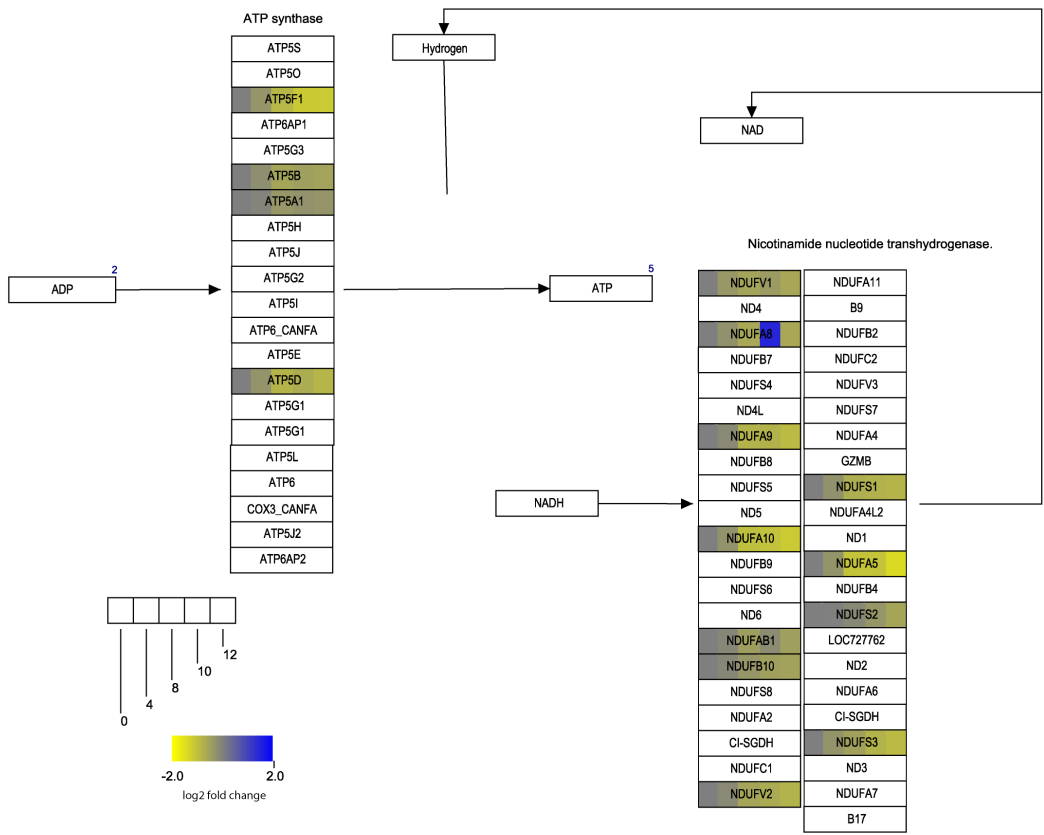 ATP synthase
ATP5S
ATP5O
ATP5F1
ATP6AP1
ATP5G3
ATP5B
ATP5A1
ATP5H
ATP5J
ATP5G2
ATP5I
ATP6_CANFA
ATP5E
ATP5D
ATP5G1
ATP5G1
ATP5L
ATP6
COX3_CANFA
ATP5J2
ATP6AP2
Hydrogen
NAD
2
ADP
5
ATP
NADH
Nicotinamide nucleotide transhydrogenase.
NDUFV1
ND4
NDUFA8
NDUFB7
NDUFS4
ND4L
NDUFA9
NDUFB8
NDUFS5
ND5
NDUFA10
NDUFB9
NDUFS6
ND6
NDUFAB1
NDUFB10
NDUFS8
NDUFA2
CI-SGDH
NDUFC1
NDUFV2
NDUFA11
B9
NDUFB2
NDUFC2
NDUFV3
NDUFS7
NDUFA4
GZMB
NDUFS1
NDUFA4L2
ND1
NDUFA5
NDUFB4
NDUFS2
LOC727762
ND2
NDUFA6
CI-SGDH
NDUFS3
ND3
NDUFA7
B17
0
4
8
10
12
-2.0 2.0
log2 fold change